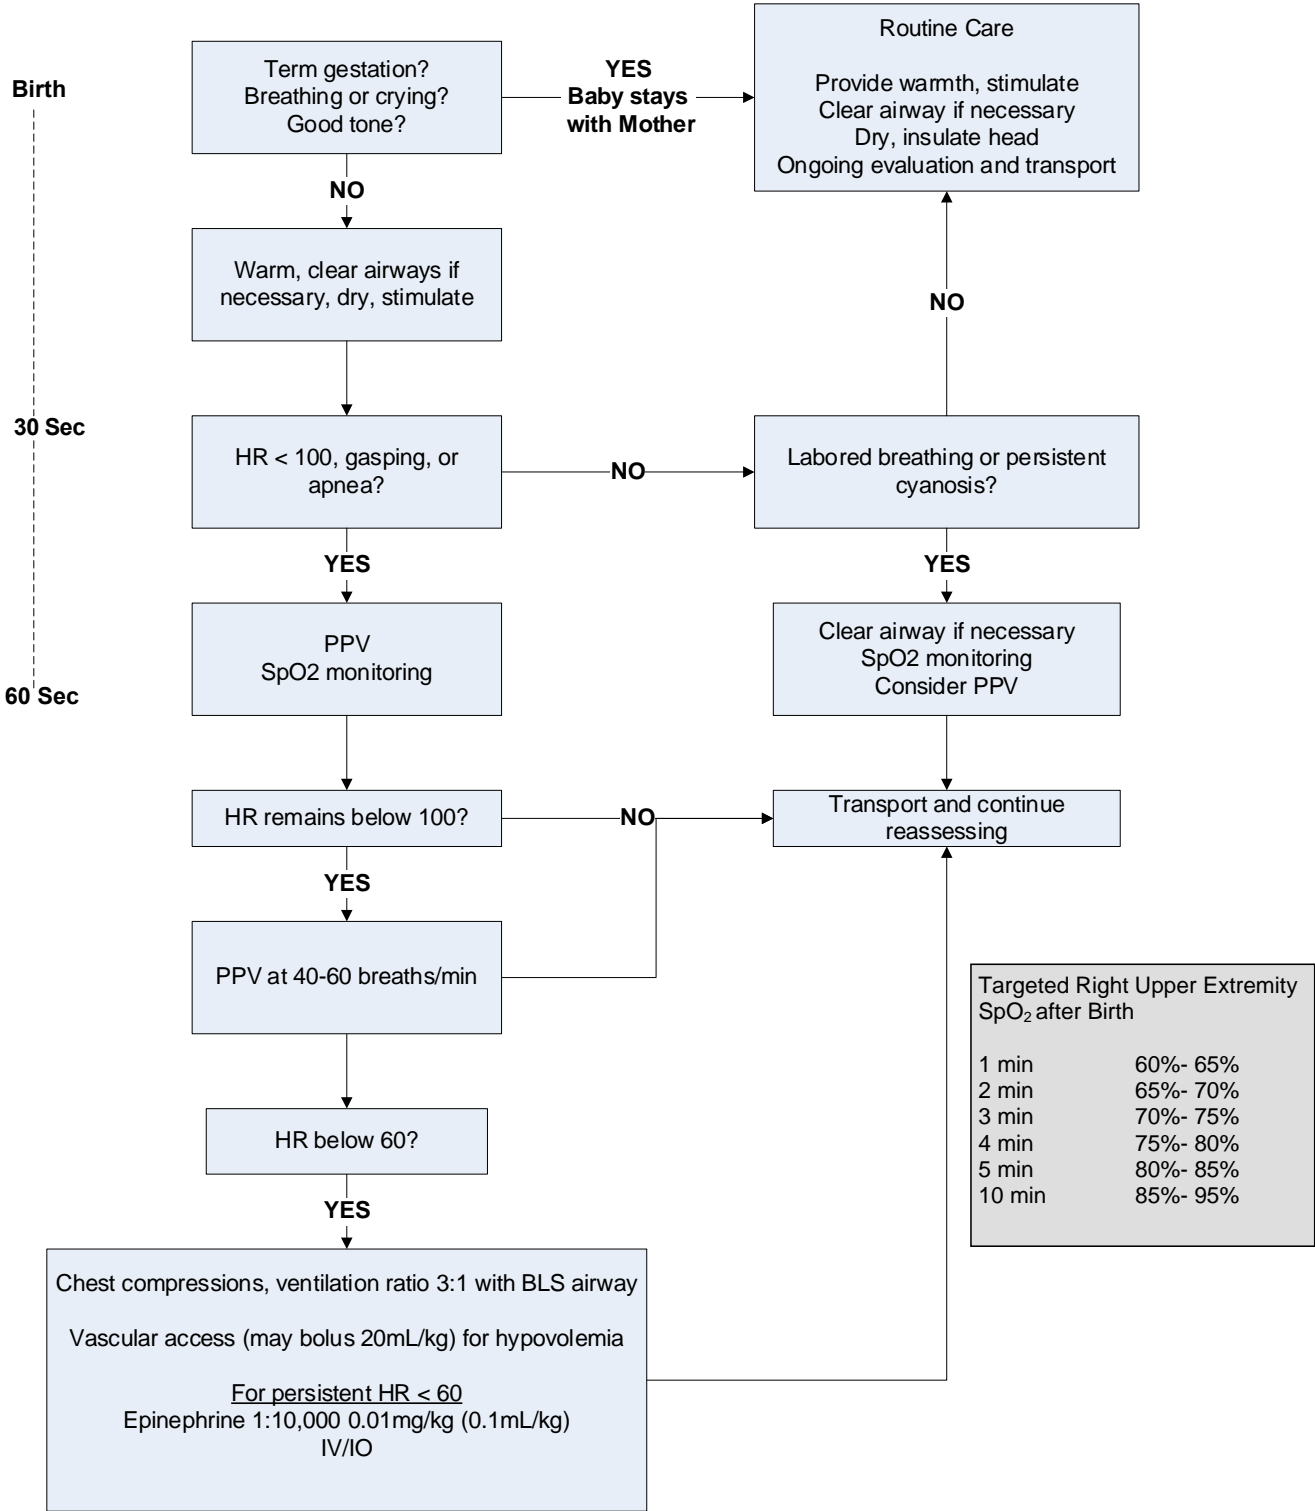 Birth
Term gestation?
Breathing or crying?
Good tone?
YES
Baby stays
with Mother
Routine Care
Provide warmth, stimulate
Clear airway if necessary
Dry, insulate head
Ongoing evaluation and transport
NO
Warm, clear airways if
necessary, dry, stimulate
NO
30 Sec
HR < 100, gasping, or
apnea?
NO
Labored breathing or persistent
cyanosis?
YES
YES
PPV
SpO2 monitoring
Clear airway if necessary
SpO2 monitoring
Consider PPV
60 Sec
HR remains below 100?
NO
Transport and continue
reassessing
YES
PPV at 40-60 breaths/min
Targeted Right Upper Extremity
SpO₂ after Birth
1 min 60%- 65%
2 min 65%- 70%
3 min 70%- 75%
4 min 75%- 80%
5 min 80%- 85%
10 min 85%- 95%
HR below 60?
YES
Chest compressions, ventilation ratio 3:1 with BLS airway
Vascular access (may bolus 20mL/kg) for hypovolemia
For persistent HR < 60
Epinephrine 1:10,000 0.01mg/kg (0.1mL/kg)
IV/IO